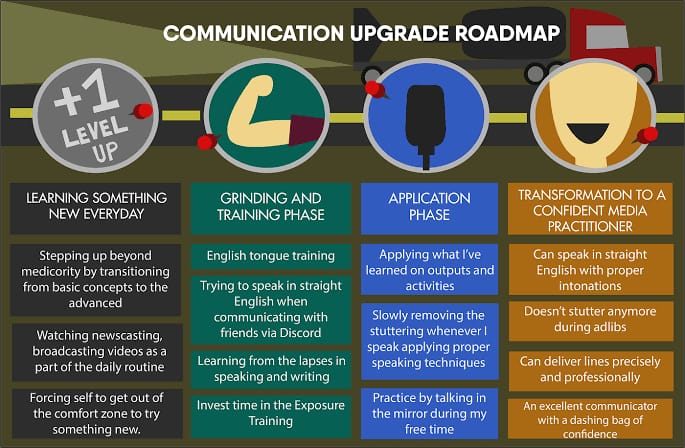 COMMUNICATION UPGRADE ROADMAP
+1
LEVEL
UP
LEARNING SOMETHING
NEW EVERYDAY
Stepping up beyond
medicority by transitioning
from basic concepts to the
advanced
Watching newscasting,
broadcasting videos as a
part of the daily routine
Forcing self to get out of
the comfort zone to try
something new.
GRINDING AND
TRAINING PHASE
English tongue training
Trying to speak in straight
English when
communicating with
friends via Discord
Learning from the lapses in
speaking and writing
Invest time in the Exposure
Training
APPLICATION
PHASE
Applying what I've
learned on outputs and
activities
Slowly removing the
stuttering whenever I
speak applying proper
speaking techniques
Practice by talking in
the mirror during my
free time
TRANSFORMATION TO A
CONFIDENT MEDIA
PRACTITIONER
Can speak in straight
English with proper
intonations
Doesn't stutter anymore
during adlibs
Can deliver lines precisely
and professionally
An excellent communicator
with a dashing bag of
confidence